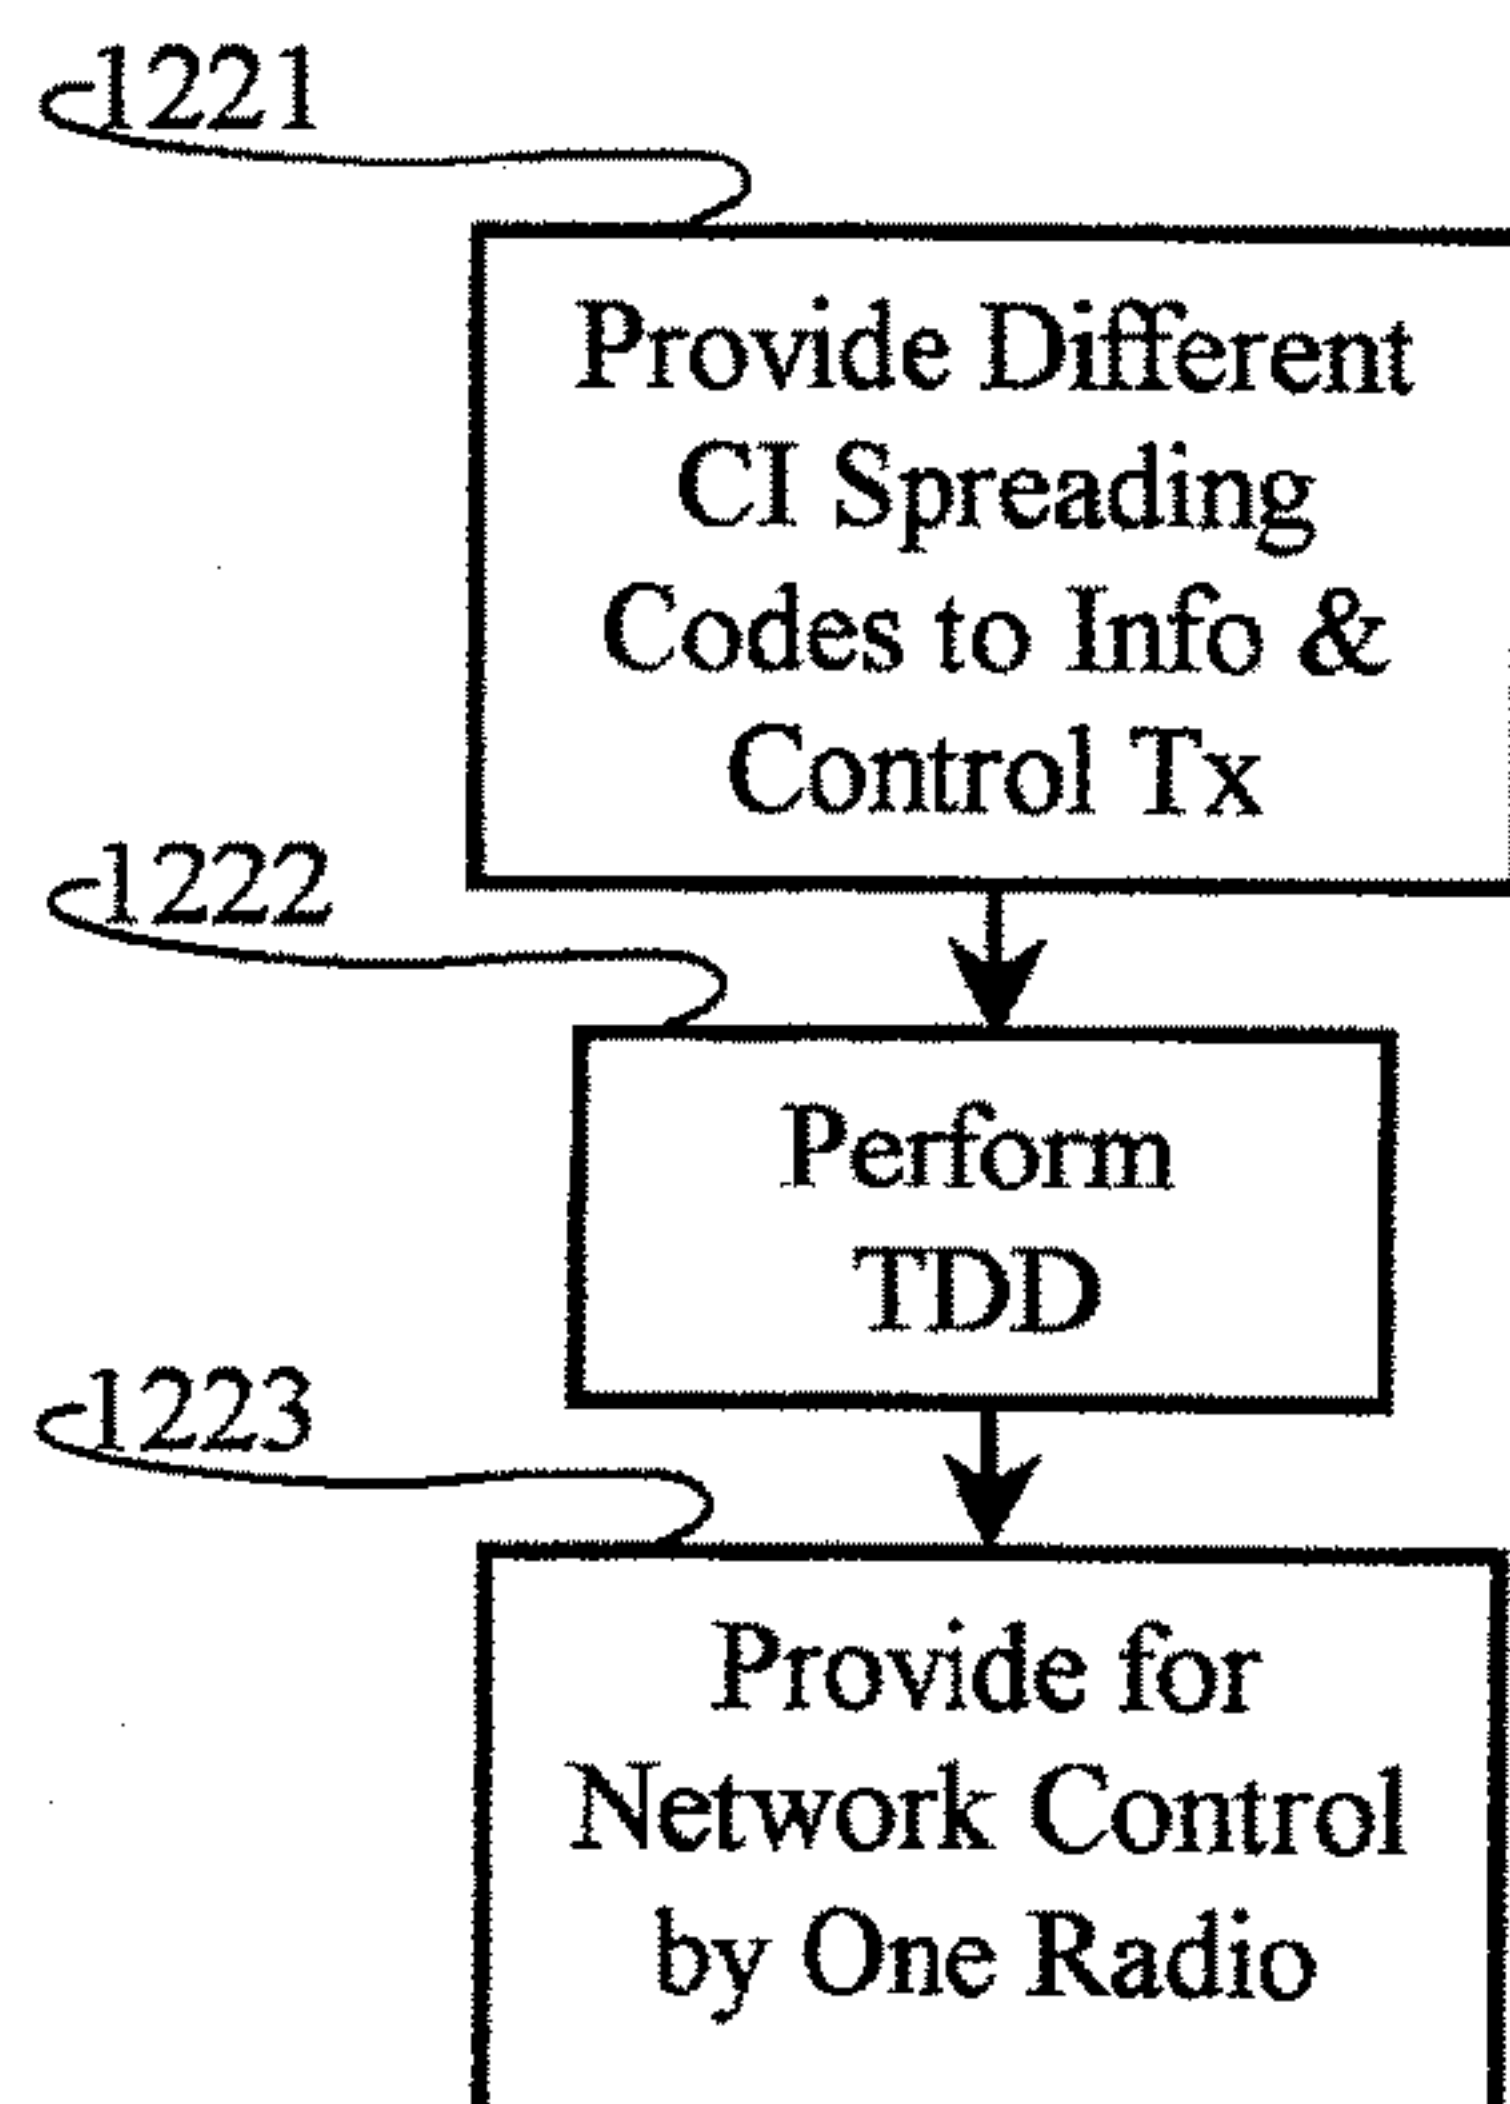 1221
Provide Different
CI Spreading
Codes to Info &
Control Tx
1222
Perform
TDD
1223
Provide for
Network Control
by One Radio